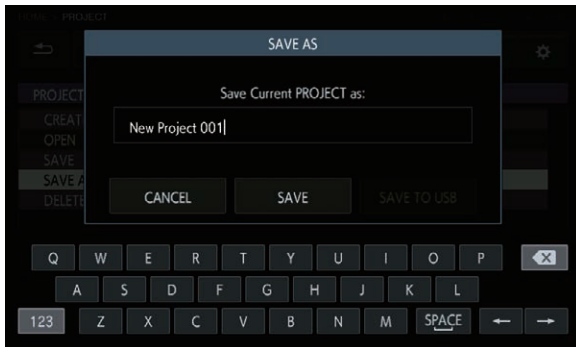 HOME / PROJECT
SAVE AS
PROJECT
Save Current PROJECT as:
CREAT
OPEN
New Project 001
SAVE
SAVE A
DELETE
CANCEL
SAVE
SAVE TO USB
Q W E R T Y U I O P
A S D F G H J K L
123 Z X C V B N M SPACE